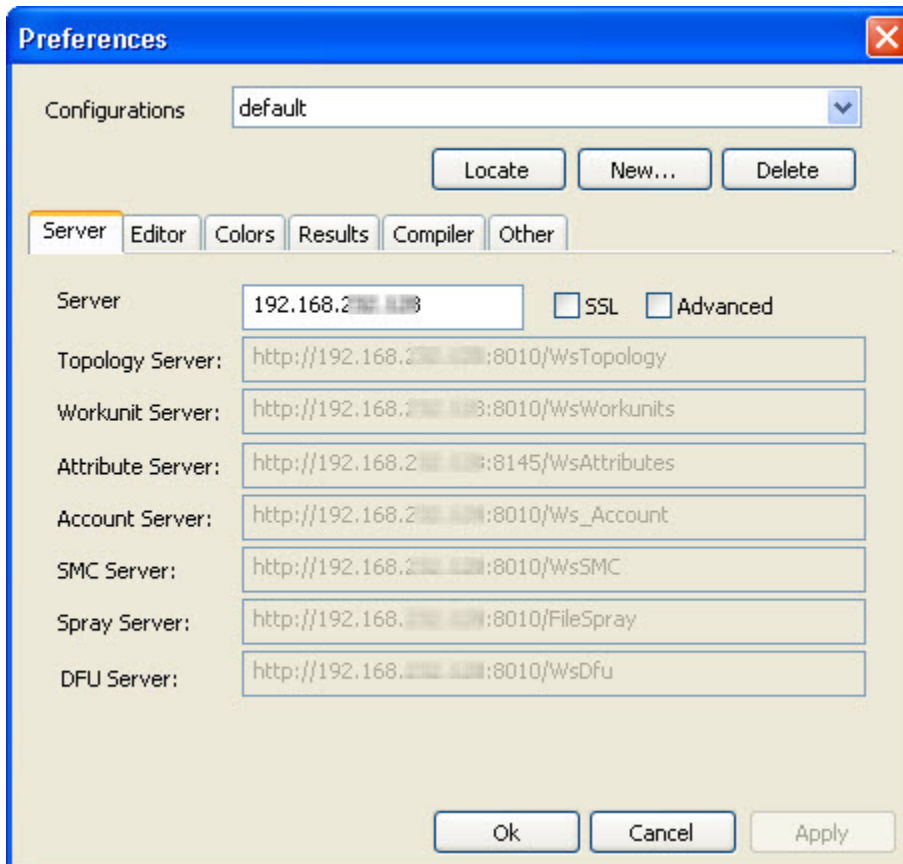 Preferences
Configurations default
Locate New... Delete
Server Editor Colors Results Compiler Other
Server 192.168.2 8 SSL Advanced
Topology Server: http://192.168.2 :8010/WsTopology
Workunit Server: http://192.168.2 :8010/WsWorkunits
Attribute Server: http://192.168.2 :8145/WsAttributes
Account Server: http://192.168.2 :8010/Ws_Account
SMC Server: http://192.168.2 :8010/WsSMC
Spray Server: http://192.168. :8010/FileSpray
DFU Server: http://192.168. :8010/WsDfu
Ok Cancel Apply